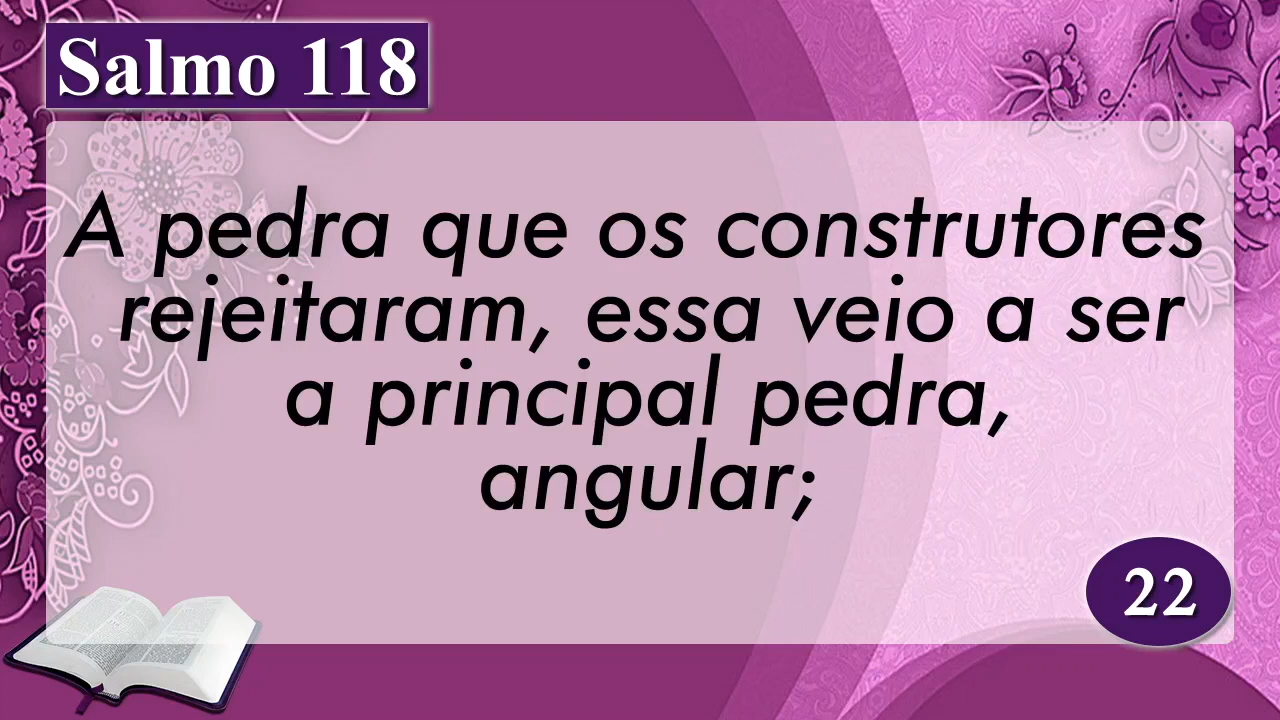 Salmo 118
A pedra que os construtores
rejeitaram, essa veio a ser
a principal pedra,
angular;
22